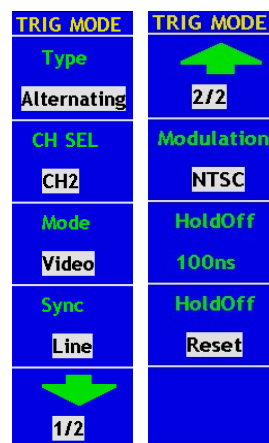 TRIG MODE
Type
Alternating
CH SEL
CH2
Mode
Video
Sync
Line
1/2
TRIG MODE
2/2
Modulation
NTSC
HoldOff
100ns
HoldOff
Reset